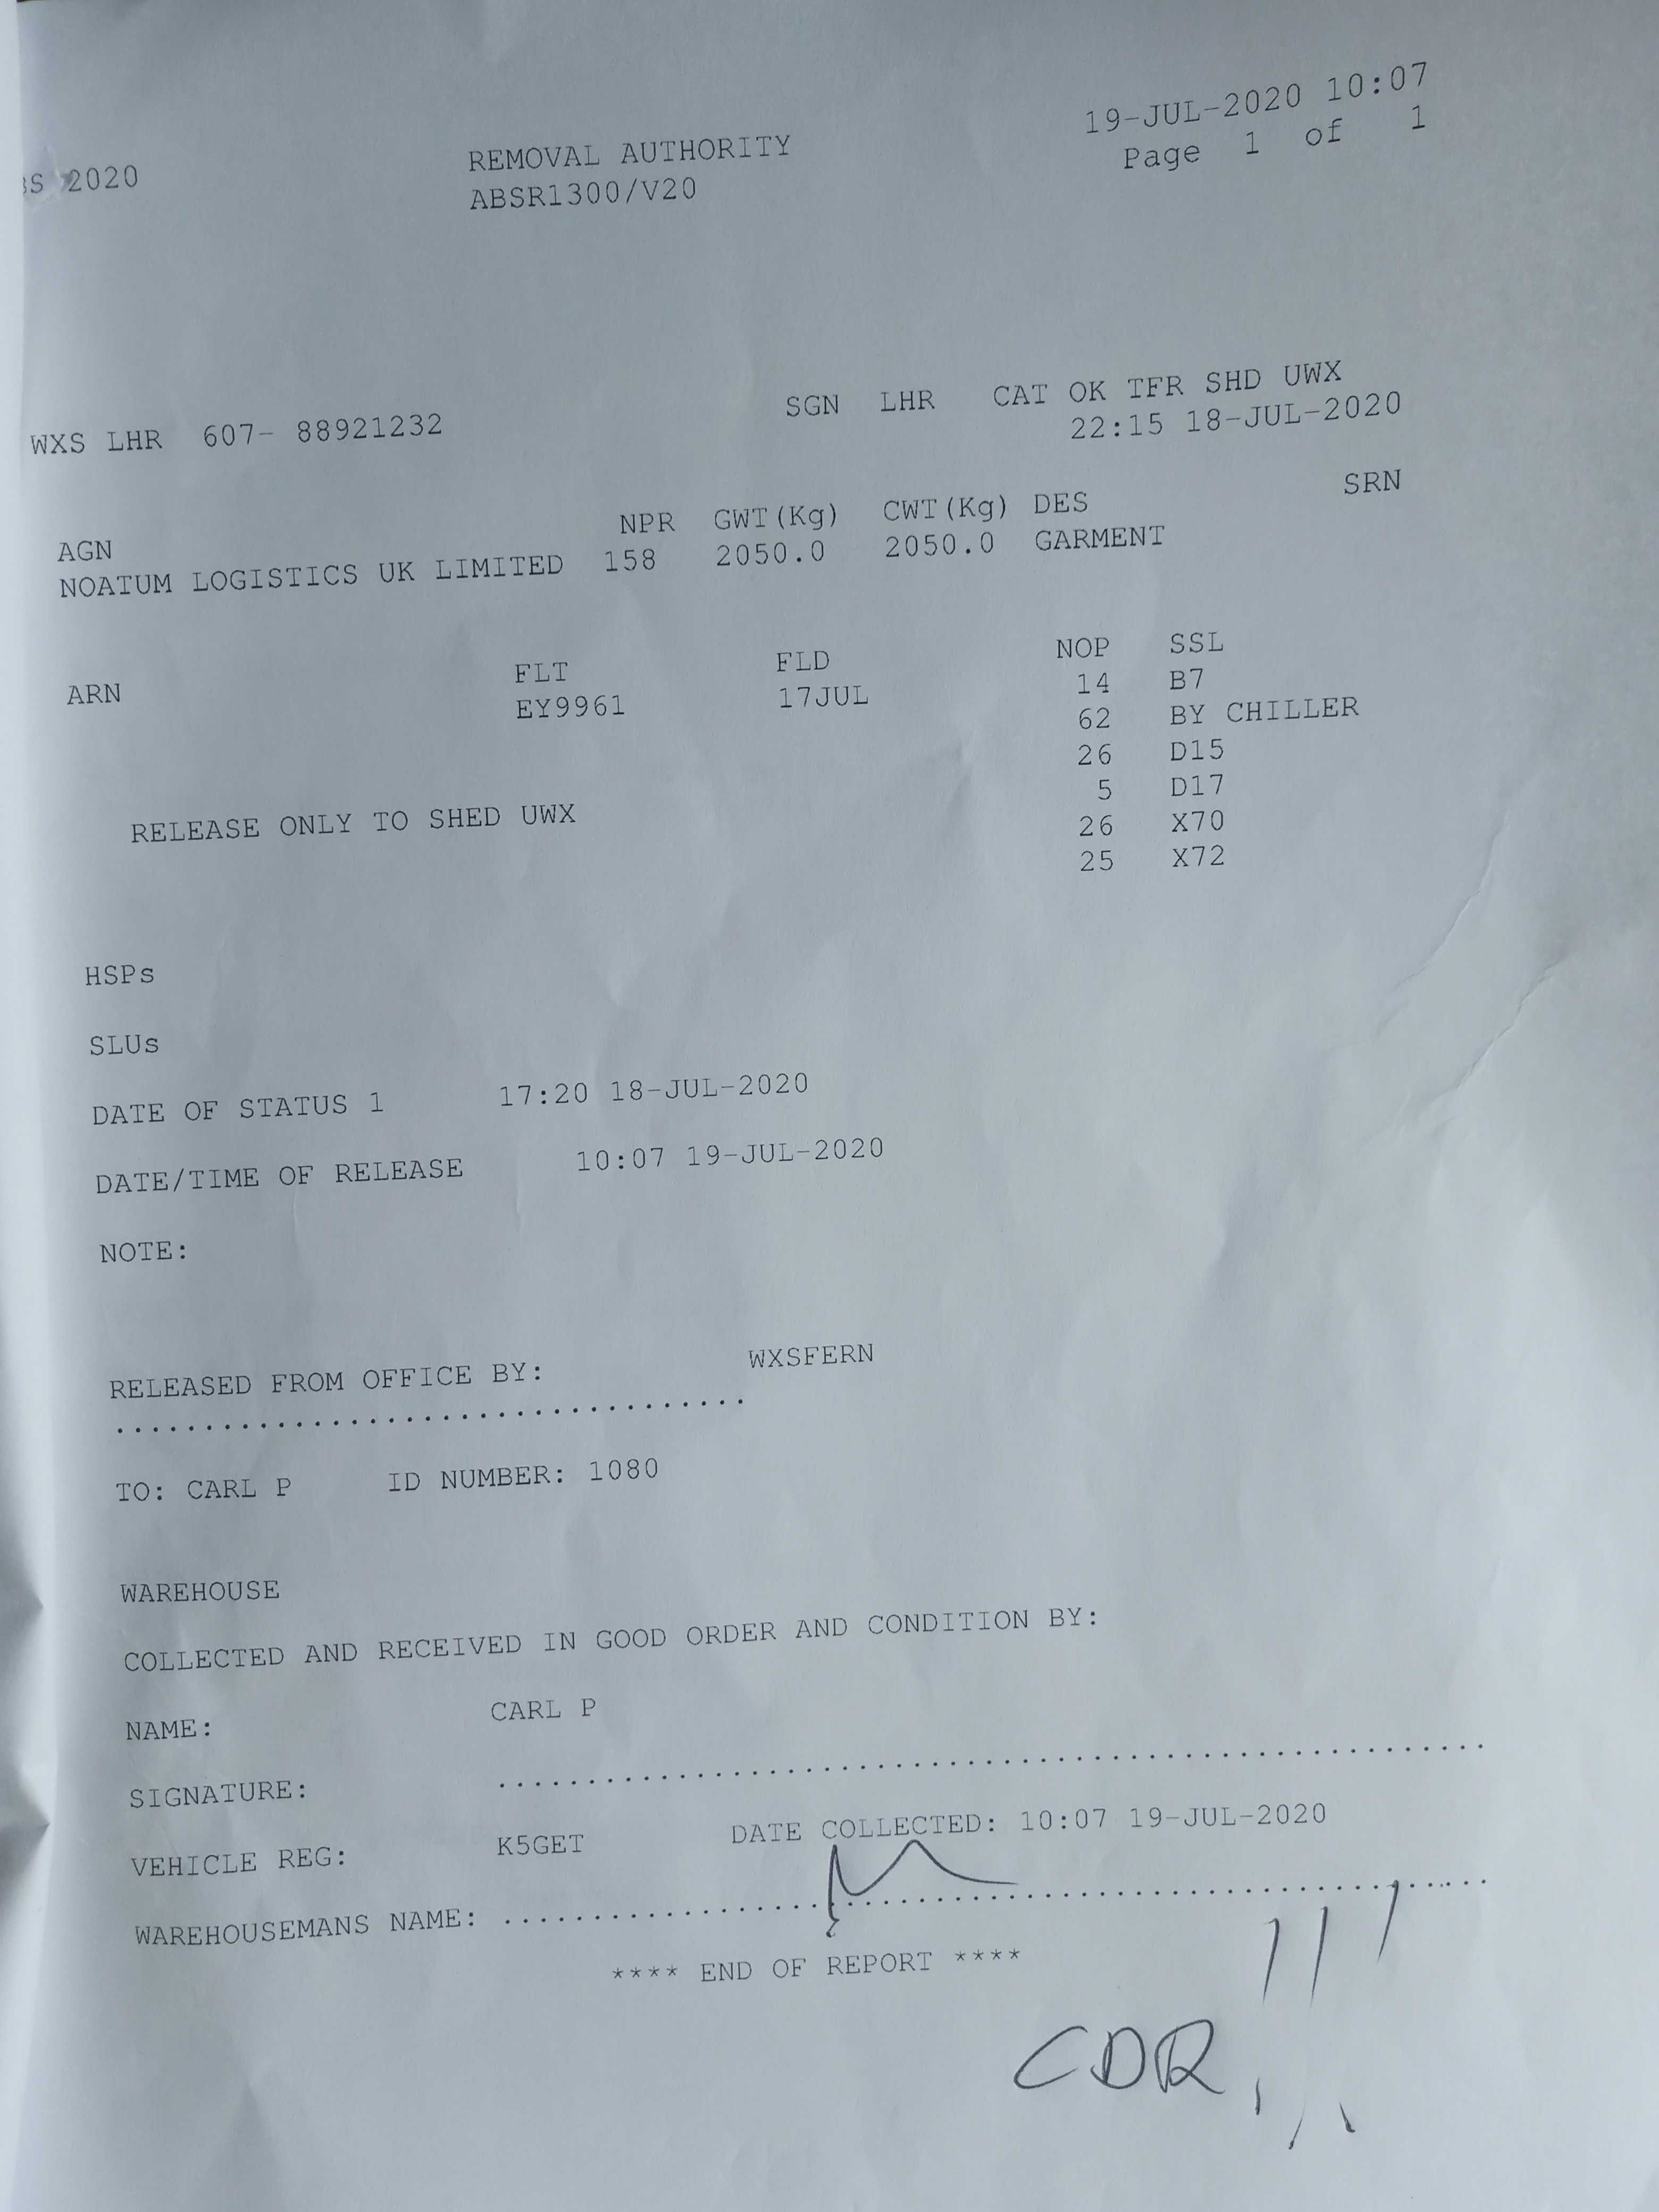 2020 REMOVAL AUTHORITY 19-JUL-2020 10:07
ABSR1300/V20 Page 1 of 1
WXS LHR 607- 88921232 SGN LHR CAT OK TFR SHD UWX
22:15 18-JUL-2020
AGN NPR GWT(Kg) CWT(Kg) DES SRN
NOATUM LOGISTICS UK LIMITED 158 2050.0 2050.0 GARMENT
ARN FLT FLD NOP SSL
EY9961 17JUL 14 B7
62 BY CHILLER
26 D15
5 D17
RELEASE ONLY TO SHED UWX 26 X70
25 X72
HSPs
SLUs
DATE OF STATUS 1 17:20 18-JUL-2020
DATE/TIME OF RELEASE 10:07 19-JUL-2020
NOTE:
RELEASED FROM OFFICE BY: WXSFERN
TO: CARL P ID NUMBER: 1080
WAREHOUSE
COLLECTED AND RECEIVED IN GOOD ORDER AND CONDITION BY:
NAME: CARL P
SIGNATURE:
VEHICLE REG: K5GET DATE COLLECTED: 10:07 19-JUL-2020
WAREHOUSEMANS NAME:
**** END OF REPORT ****
CDR